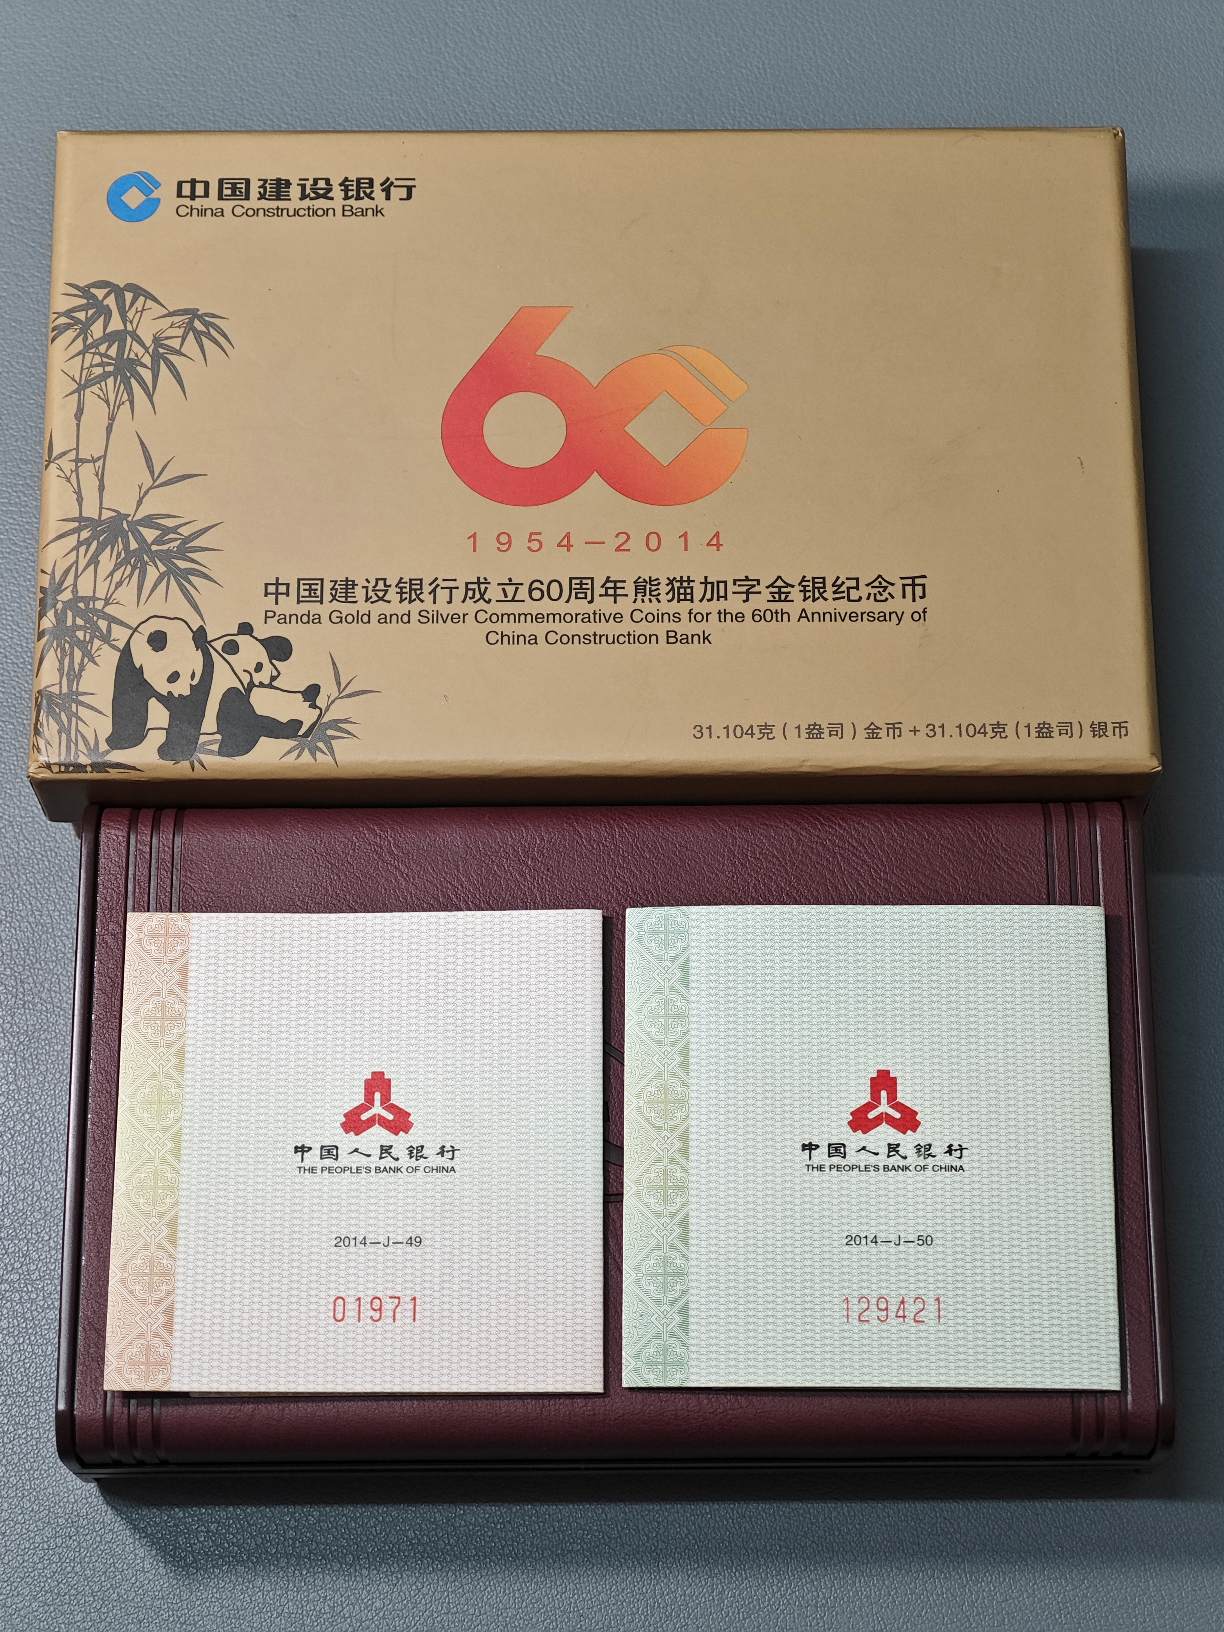 中国建设银行
China Construction Bank
60
1954-2014
中国建设银行成立60周年熊猫加字金银纪念币
Panda Gold and Silver Commemorative Coins for the 60th Anniversary of
China Construction Bank
31.104克(1盎司)金币+31.104克(1盎司)银币
中国人民银行
THE PEOPLE'S BANK OF CHINA
2014—J—49
01971
中国人民银行
THE PEOPLE'S BANK OF CHINA
2014—J—50
129421